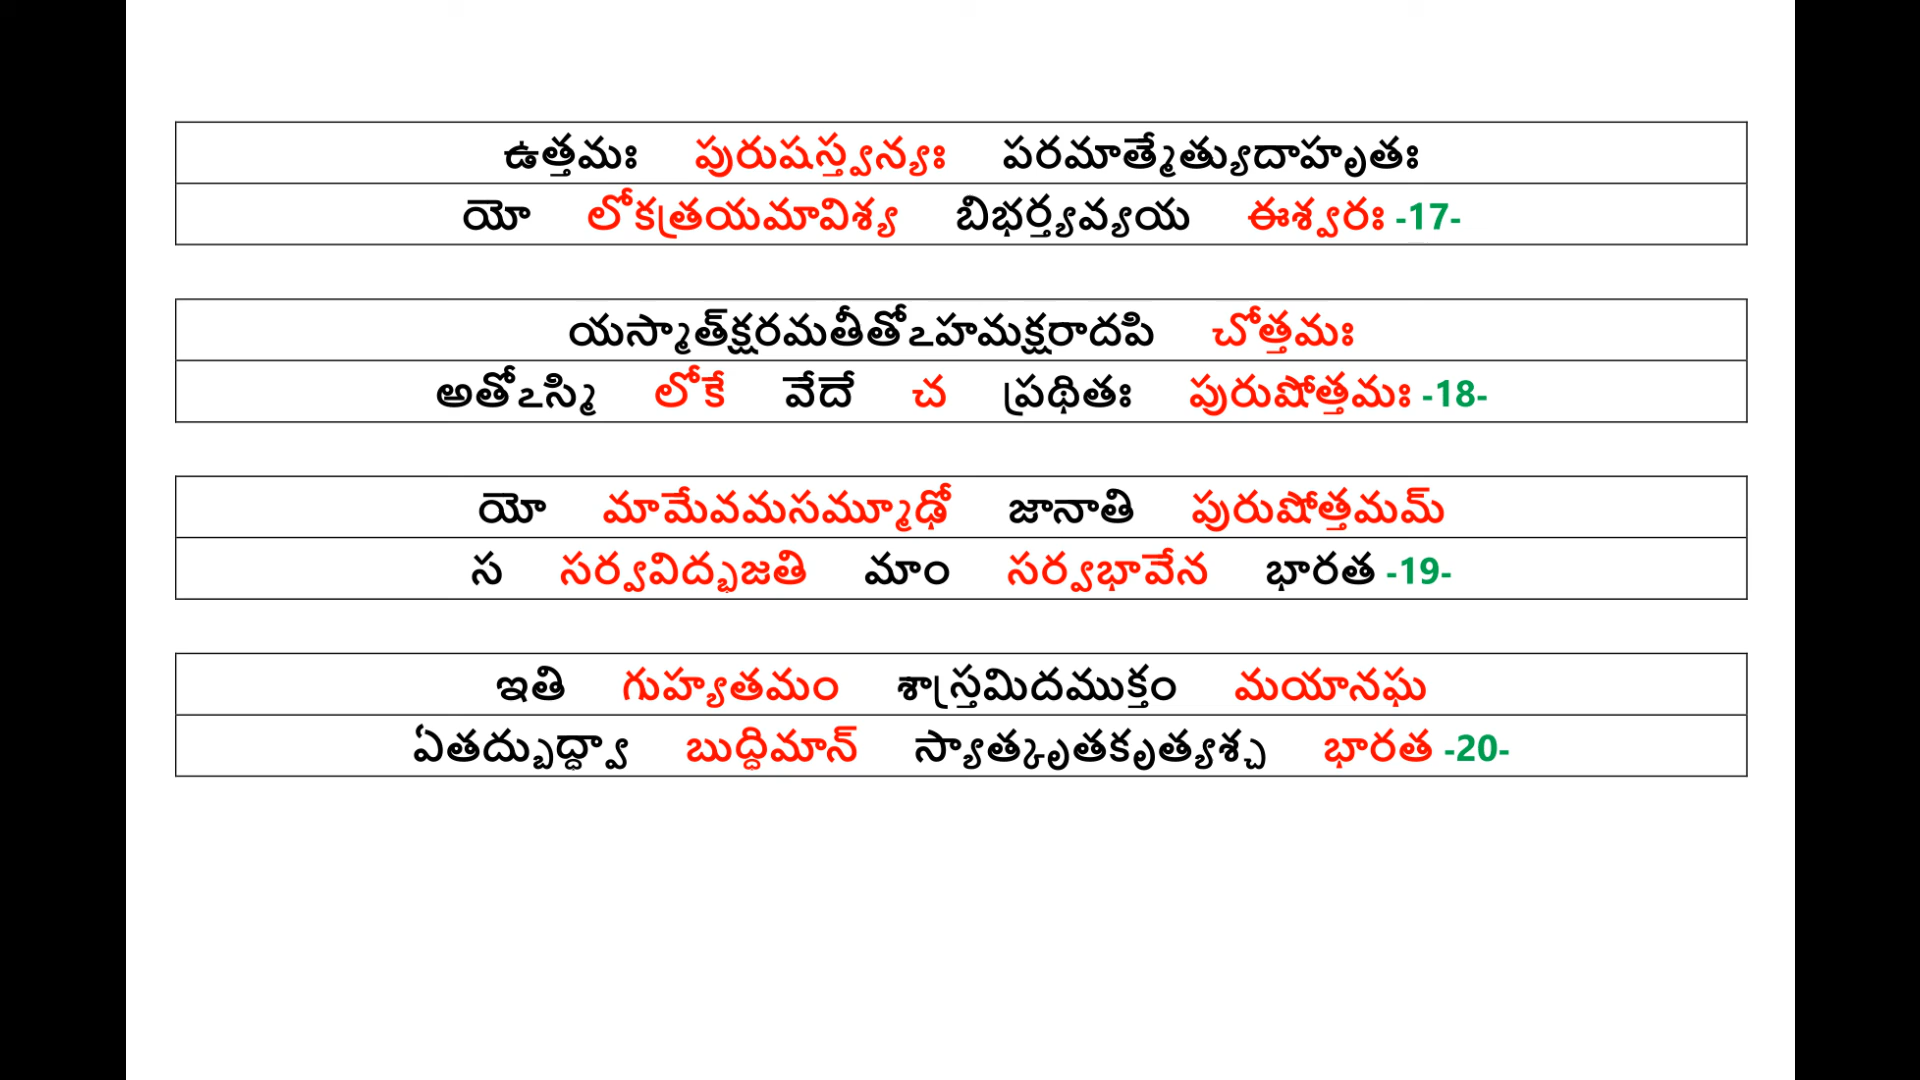 ఉత్తమః పురుషస్త్వన్యః పరమాత్మేత్యుదాహృతః
యో లోకత్రయమావిశ్య బిభర్త్యవ్యయ ఈశ్వరః -17-
యస్మాత్‌క్షరమతీతోఽహమక్షరాదపి చోత్తమః
అతోఽస్మి లోకే వేదే చ ప్రథితః పురుషోత్తమః -18-
యో మామేవమసమ్మూఢో జానాతి పురుషోత్తమమ్
స సర్వవిద్భజతి మాం సర్వభావేన భారత -19-
ఇతి గుహ్యతమం శాస్త్రమిదముక్తం మయానఘ
ఏతద్బుద్ధ్వా బుద్ధిమాన్ స్యాత్కృతకృత్యశ్చ భారత -20-